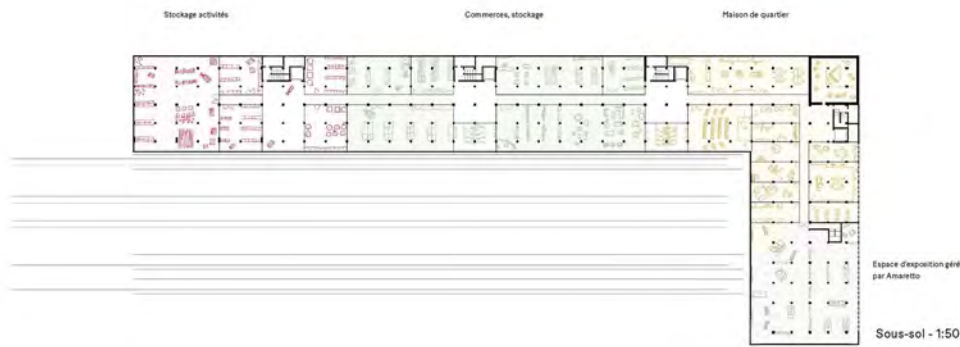 Stockage activités
Commerces, stockage
Maison de quartier
Espace d'exposition géré
par Amaretto
Sous-sol - 1:50